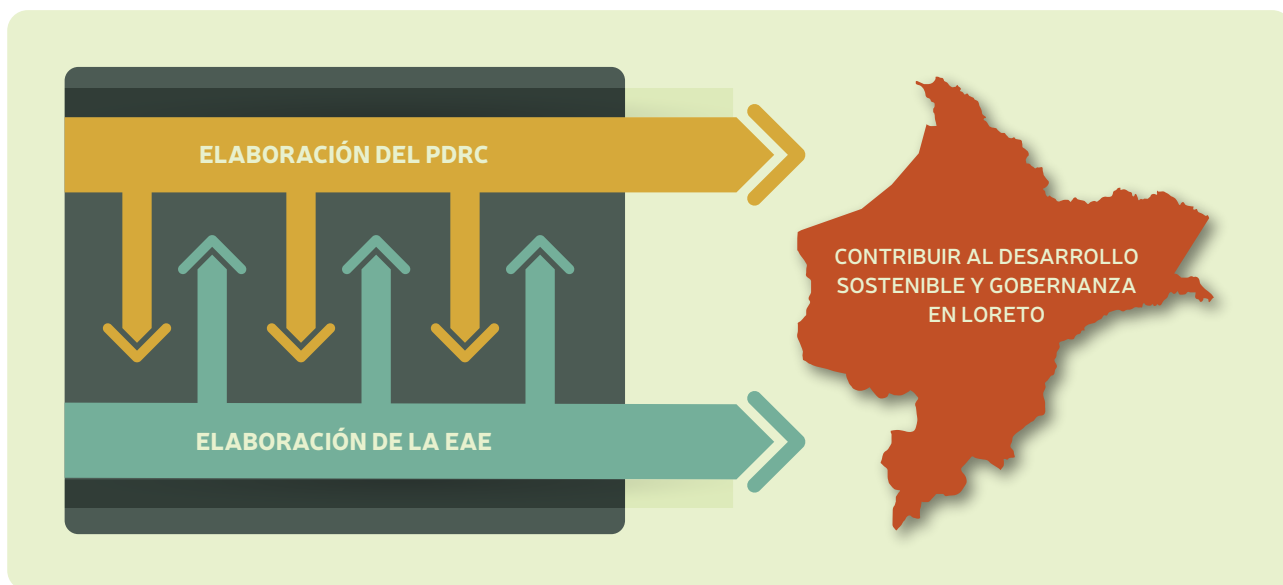 ELABORACIÓN DEL PDRC
CONTRIBUIR AL DESARROLLO
SOSTENIBLE Y GOBERNANZA
EN LORETO
ELABORACIÓN DE LA EAE